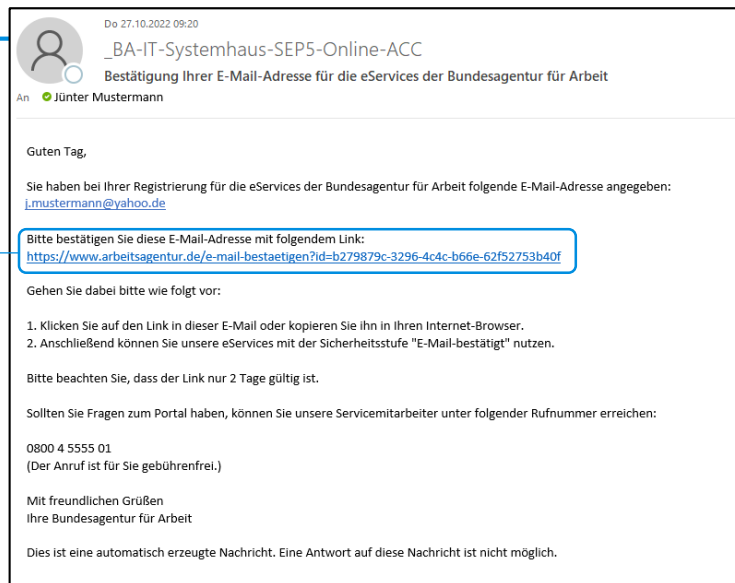 Do 27.10.2022 09:20
_BA-IT-Systemhaus-SEP5-Online-ACC
Bestätigung Ihrer E-Mail-Adresse für die eServices der Bundesagentur für Arbeit
An Jünter Mustermann
Guten Tag,
Sie haben bei Ihrer Registrierung für die eServices der Bundesagentur für Arbeit folgende E-Mail-Adresse angegeben:
j.mustermann@yahoo.de
Bitte bestätigen Sie diese E-Mail-Adresse mit folgendem Link:
https://www.arbeitsagentur.de/e-mail-bestaetigen?id=b279879c-3296-4c4c-b66e-62f52753b40f
Gehen Sie dabei bitte wie folgt vor:
1. Klicken Sie auf den Link in dieser E-Mail oder kopieren Sie ihn in Ihren Internet-Browser.
2. Anschließend können Sie unsere eServices mit der Sicherheitsstufe "E-Mail-bestätigt" nutzen.
Bitte beachten Sie, dass der Link nur 2 Tage gültig ist.
Sollten Sie Fragen zum Portal haben, können Sie unsere Servicemitarbeiter unter folgender Rufnummer erreichen:
0800 4 5555 01
(Der Anruf ist für Sie gebührenfrei.)
Mit freundlichen Grüßen
Ihre Bundesagentur für Arbeit
Dies ist eine automatisch erzeugte Nachricht. Eine Antwort auf diese Nachricht ist nicht möglich.